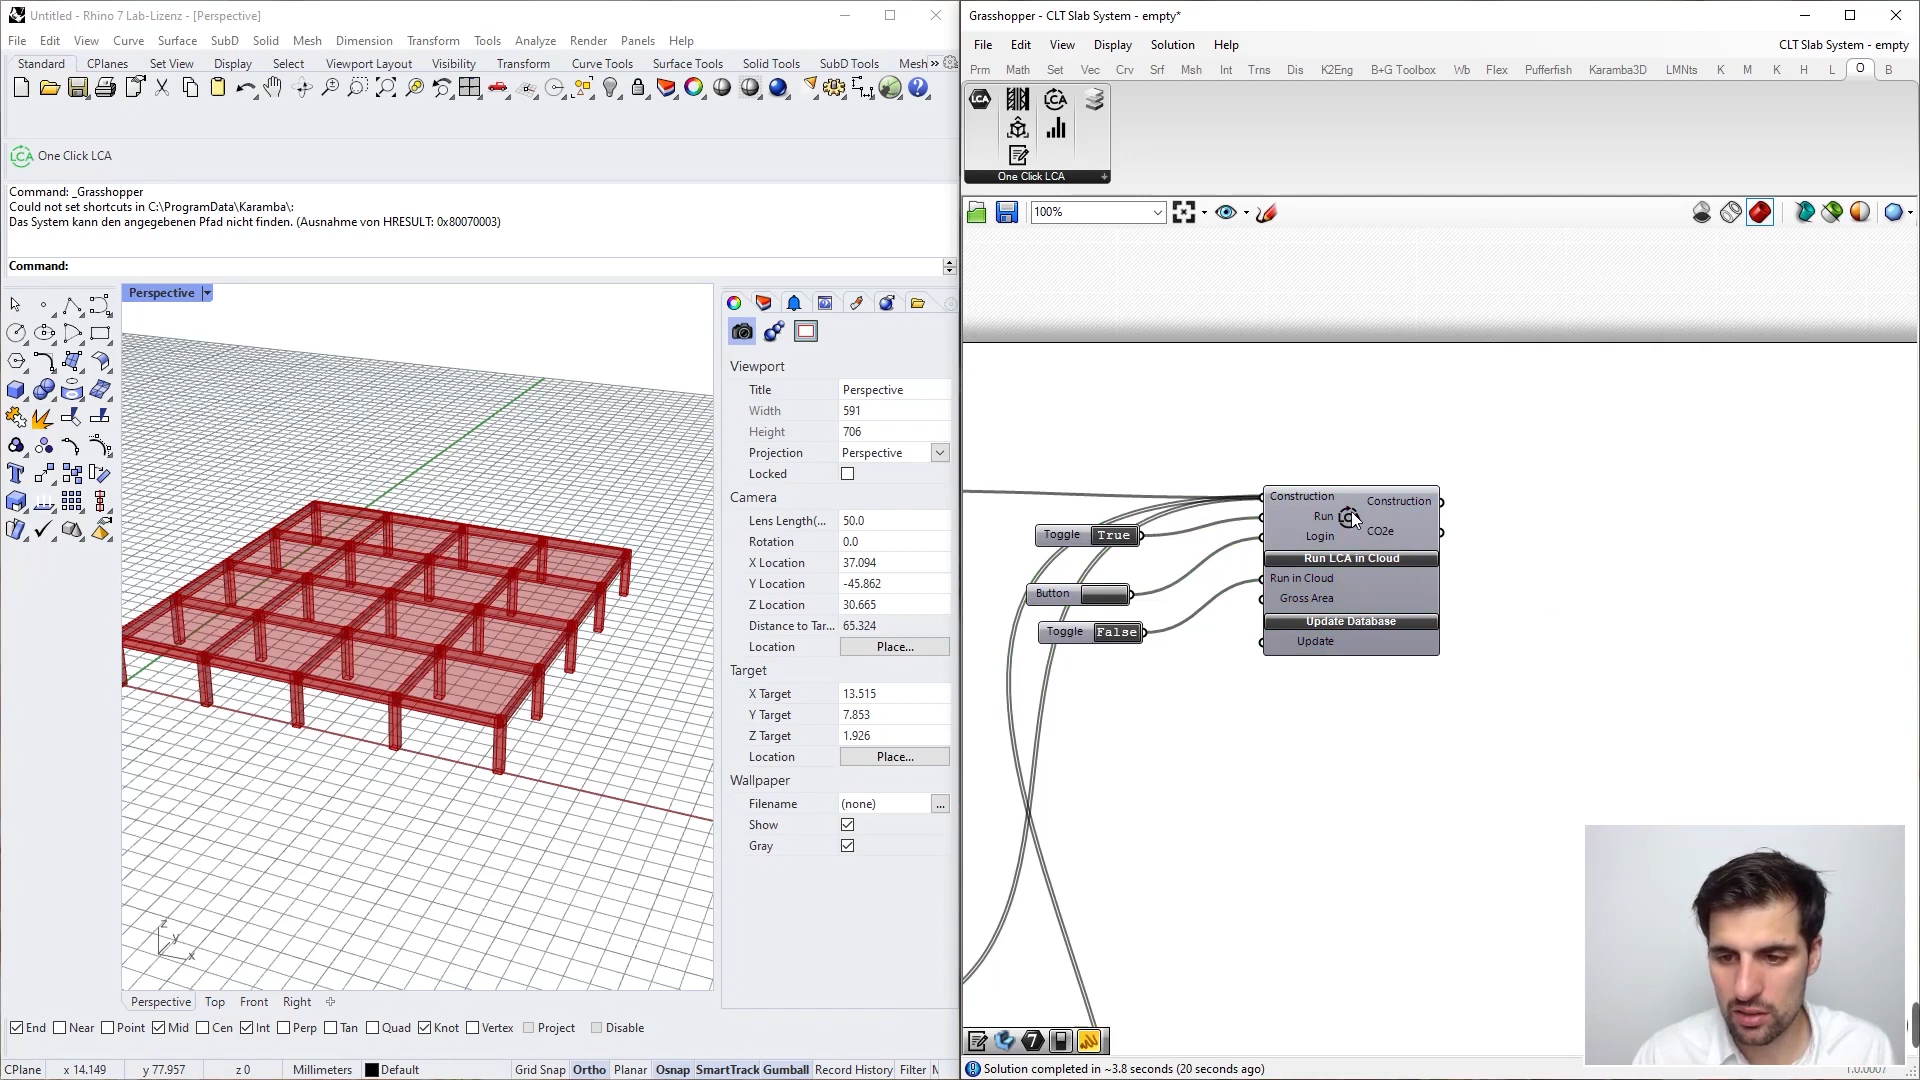 Untitled - Rhino 7 Lab-Lizenz - [Perspective]
File Edit View Curve Surface SubD Solid Mesh Dimension Transform Tools Analyze Render Panels Help
Standard CPlanes Set View Display Select Viewport Layout Visibility Transform Curve Tools Surface Tools Solid Tools SubD Tools Mesh »
LCA One Click LCA
Command: _Grasshopper
Could not set shortcuts in C:\ProgramData\Karamba\:
Das System kann den angegebenen Pfad nicht finden. (Ausnahme von HRESULT: 0x80070003)
Command:
Perspective
Viewport
Title Perspective
Width 591
Height 706
Projection Perspective
Locked
Camera
Lens Length(... 50.0
Rotation 0.0
X Location 37.094
Y Location -45.862
Z Location 30.665
Distance to Tar... 65.324
Location Place...
Target
X Target 13.515
Y Target 7.853
Z Target 1.926
Location Place...
Wallpaper
Filename (none) ...
Show
Gray
z
y
x
Perspective Top Front Right
End Near Point Mid Cen Int Perp Tan Quad Knot Vertex Project Disable
CPlane x 14.149 y 77.957 z 0 Millimeters Default Grid Snap Ortho Planar Osnap SmartTrack Gumball Record History Filter
Grasshopper - CLT Slab System - empty*
File Edit View Display Solution Help CLT Slab System - empty
Prm Math Set Vec Crv Srf Msh Int Trns Dis K2Eng B+G Toolbox Wb Flex Pufferfish Karamba3D LMNts K M K H L O B
LCA LCA
One Click LCA
100%
Toggle True
Button
Toggle False
Construction Construction
Run
Login CO2e
Run LCA in Cloud
Run in Cloud
Gross Area
Update Database
Update
Solution completed in ~3.8 seconds (20 seconds ago)
1.0.0007